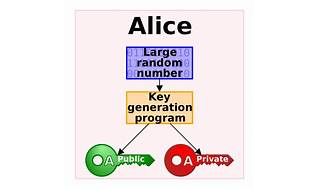 Alice
Large
random
number
Key
generation
program
A Public
A Private